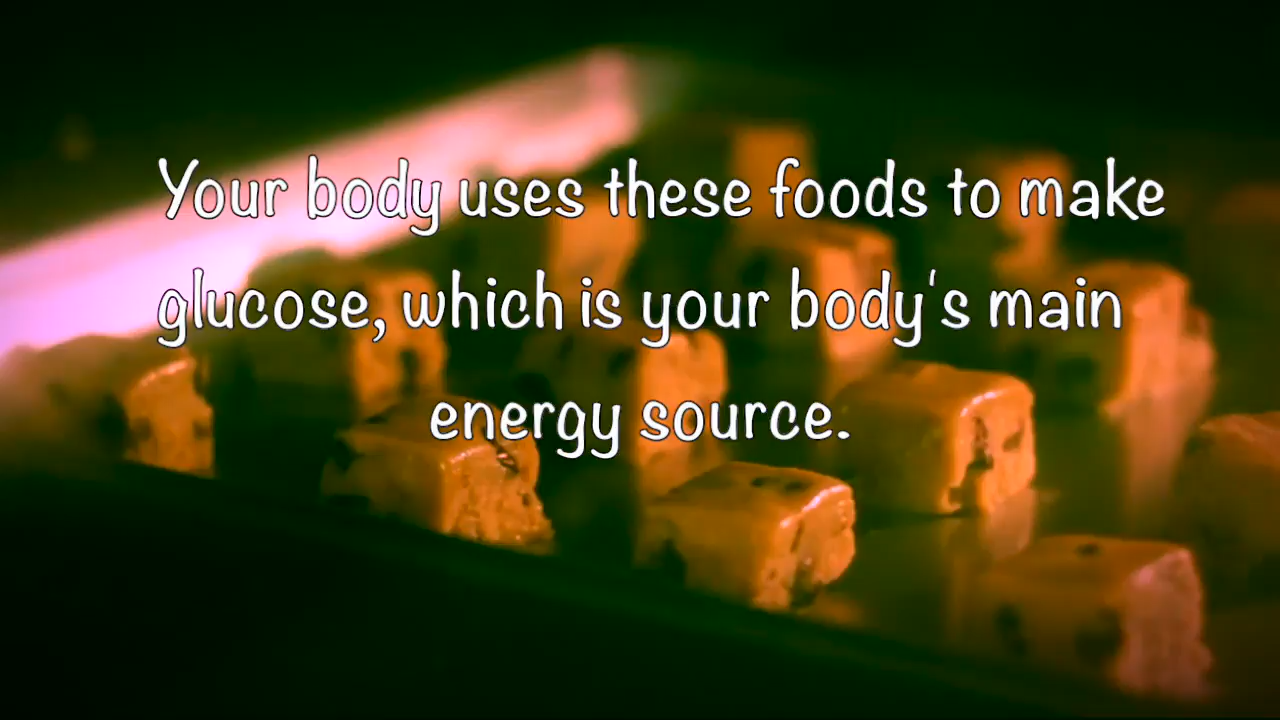 Your body uses these foods to make
glucose, which is your body's main
energy source.